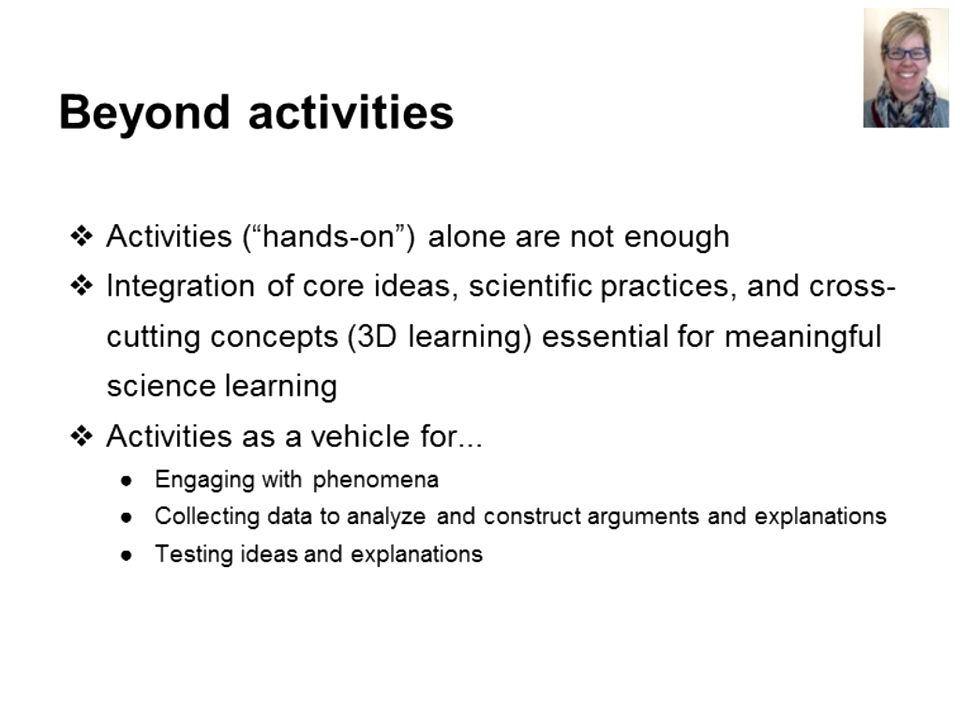 Beyond activities
❖ Activities (“hands-on”) alone are not enough
❖ Integration of core ideas, scientific practices, and cross-
cutting concepts (3D learning) essential for meaningful
science learning
❖ Activities as a vehicle for...
● Engaging with phenomena
● Collecting data to analyze and construct arguments and explanations
● Testing ideas and explanations